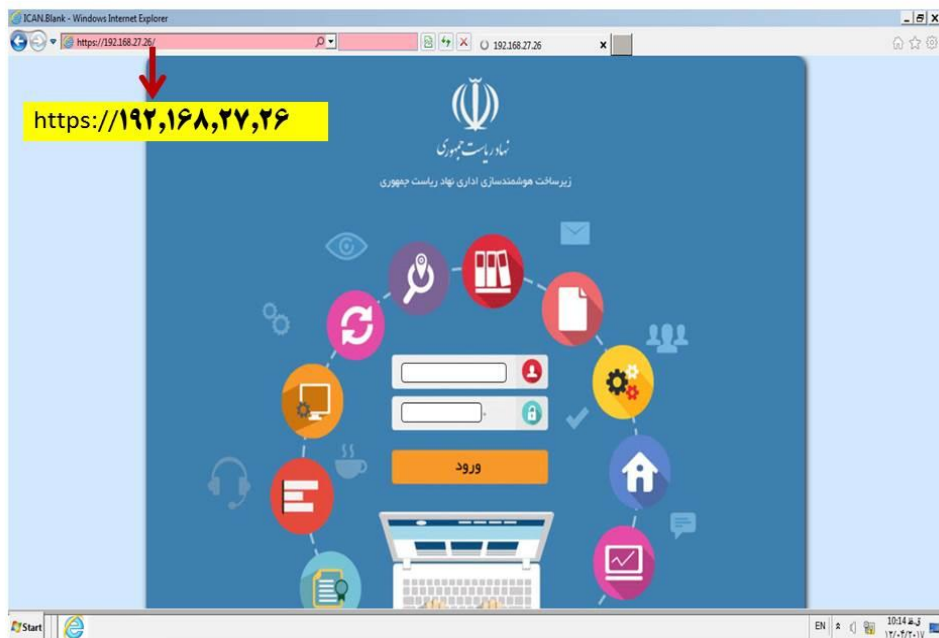 ICAN.Blank - Windows Internet Explorer
https://192.168.27.26/
192.168.27.26
https://۱۹۲,۱۶۸,۲۷,۲۶
نهاد ریاست جمهوری
زیرساخت هوشمندسازی اداری نهاد ریاست جمهوری
ورود
Start
EN
10:14 ق.ظ